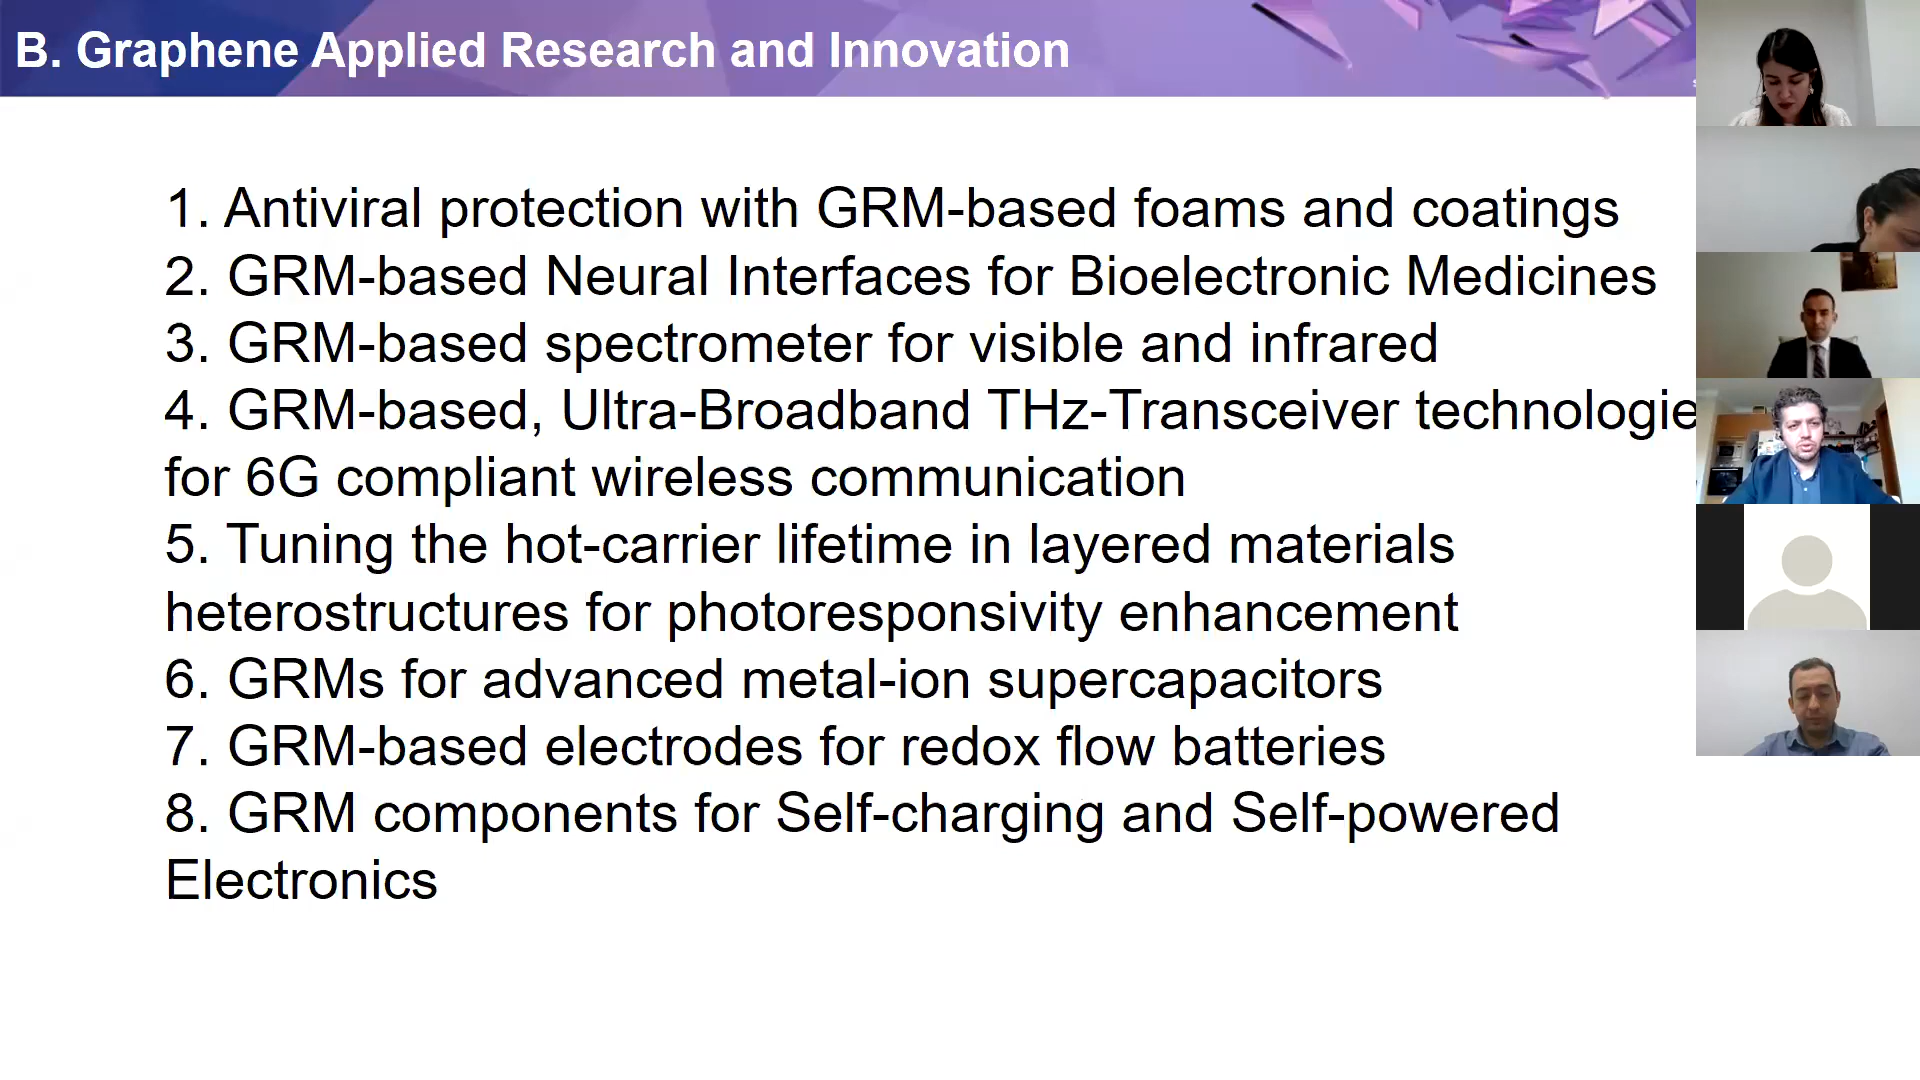 B. Graphene Applied Research and Innovation
1. Antiviral protection with GRM-based foams and coatings
2. GRM-based Neural Interfaces for Bioelectronic Medicines
3. GRM-based spectrometer for visible and infrared
4. GRM-based, Ultra-Broadband THz-Transceiver technologie
for 6G compliant wireless communication
5. Tuning the hot-carrier lifetime in layered materials
heterostructures for photoresponsivity enhancement
6. GRMs for advanced metal-ion supercapacitors
7. GRM-based electrodes for redox flow batteries
8. GRM components for Self-charging and Self-powered
Electronics